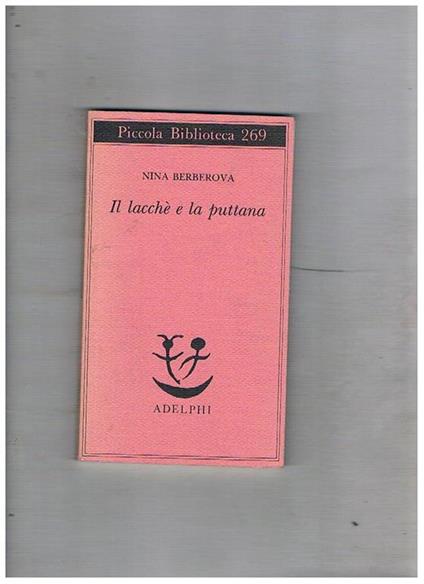 Piccola Biblioteca 269
NINA BERBEROVA
Il lacchè e la puttana
ADELPHI